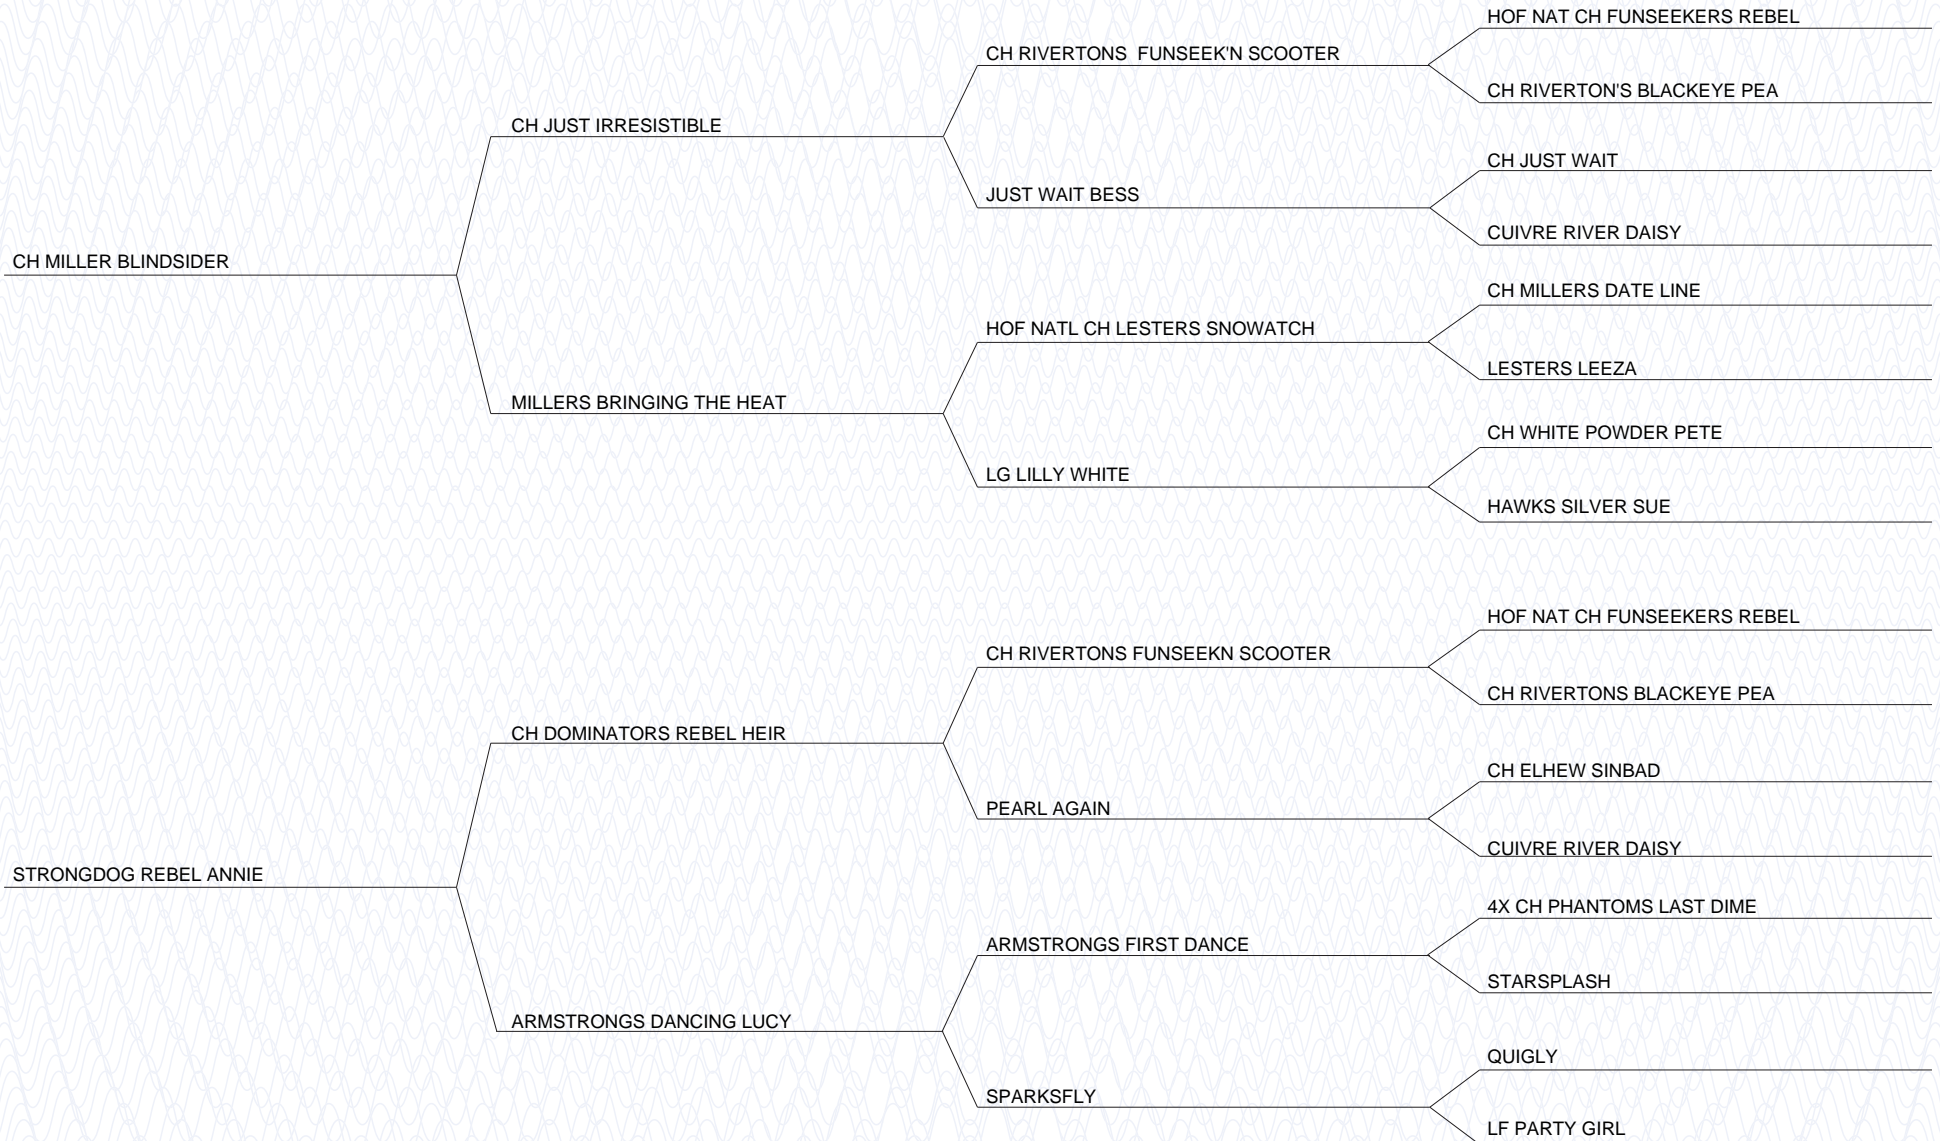 HOF NAT CH FUNSEEKERS REBEL
CH RIVERTONS  FUNSEEK'N SCOOTER
CH RIVERTON'S BLACKEYE PEA
CH JUST IRRESISTIBLE
CH JUST WAIT
JUST WAIT BESS
CUIVRE RIVER DAISY
CH MILLER BLINDSIDER
CH MILLERS DATE LINE
HOF NATL CH LESTERS SNOWATCH
LESTERS LEEZA
MILLERS BRINGING THE HEAT
CH WHITE POWDER PETE
LG LILLY WHITE
HAWKS SILVER SUE
HOF NAT CH FUNSEEKERS REBEL
CH RIVERTONS FUNSEEKN SCOOTER
CH RIVERTONS BLACKEYE PEA
CH DOMINATORS REBEL HEIR
CH ELHEW SINBAD
PEARL AGAIN
CUIVRE RIVER DAISY
STRONGDOG REBEL ANNIE
4X CH PHANTOMS LAST DIME
ARMSTRONGS FIRST DANCE
STARSPLASH
ARMSTRONGS DANCING LUCY
QUIGLY
SPARKSFLY
LF PARTY GIRL